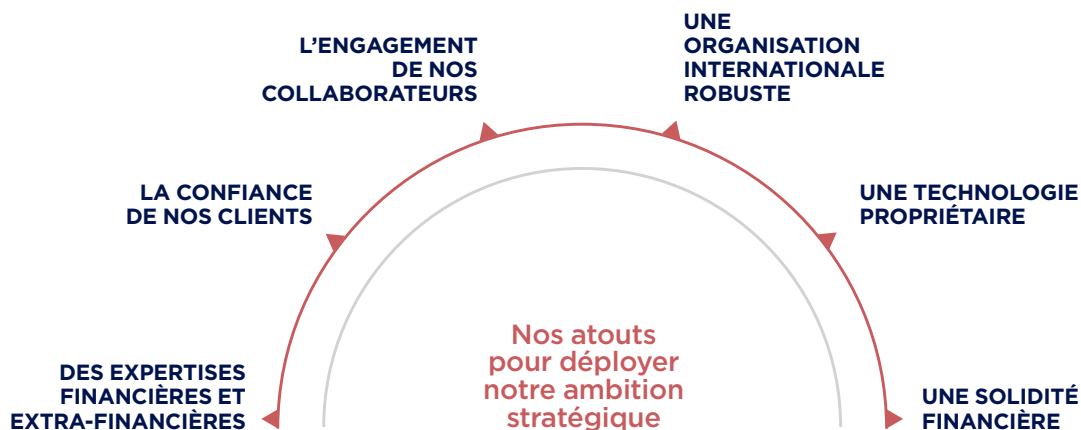 UNE
ORGANISATION
INTERNATIONALE
ROBUSTE
L’ENGAGEMENT
DE NOS
COLLABORATEURS
LA CONFIANCE
DE NOS CLIENTS
UNE TECHNOLOGIE
PROPRIÉTAIRE
Nos atouts
pour déployer
notre ambition
stratégique
DES EXPERTISES
FINANCIÈRES ET
EXTRA-FINANCIÈRES
UNE SOLIDITÉ
FINANCIÈRE